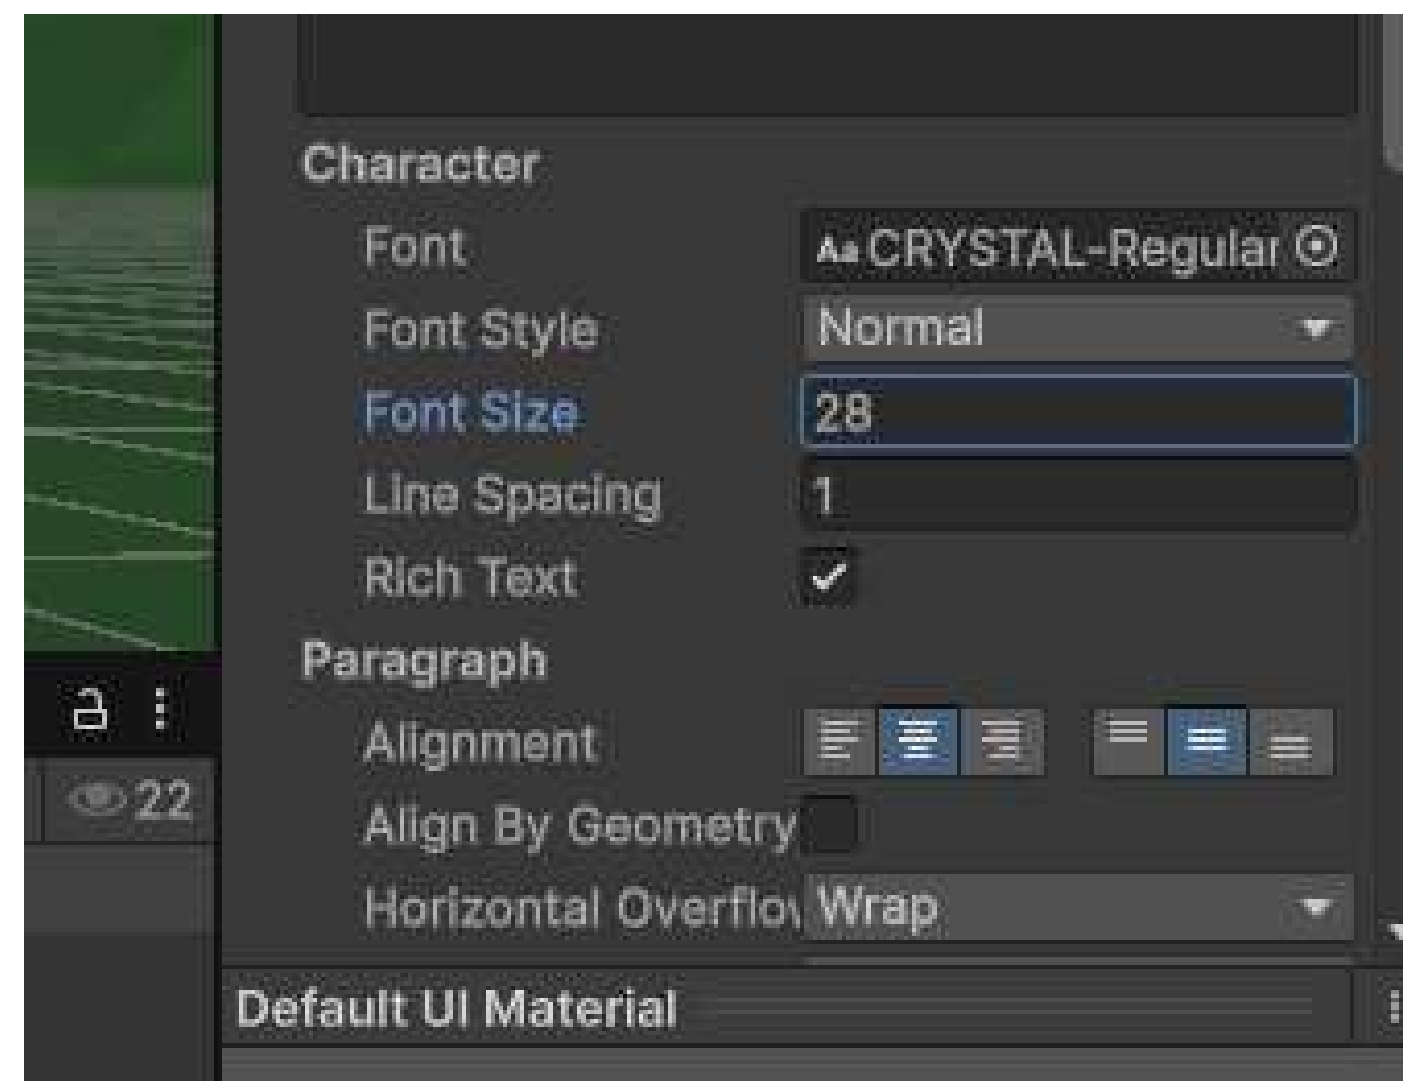 Character
Font Aa CRYSTAL-Regular
Font Style Normal
Font Size 28
Line Spacing 1
Rich Text
Paragraph
Alignment
22
Align By Geometry
Horizontal Overflow Wrap
Default UI Material